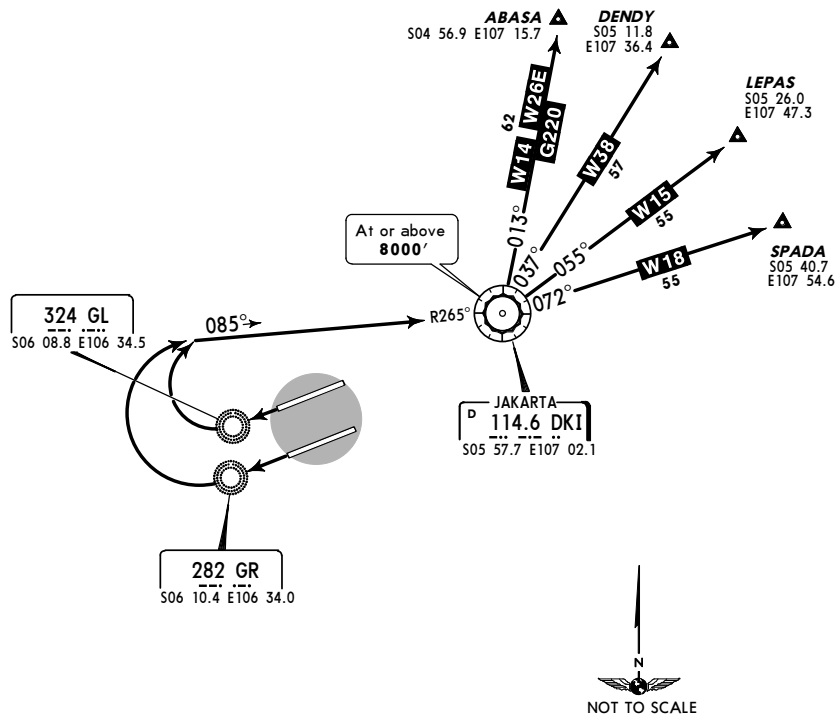 ABASA
S04 56.9 E107 15.7
DENDY
S05 11.8
E107 36.4
LEPAS
S05 26.0
E107 47.3
SPADA
S05 40.7
E107 54.6
62
W14
W26E
G220
W38
57
W15
55
W18
55
013°
037°
055°
072°
At or above
8000'
324 GL
S06 08.8 E106 34.5
085°
R265°
JAKARTA
D 114.6 DKI
S05 57.7 E107 02.1
282 GR
S06 10.4 E106 34.0
N
NOT TO SCALE